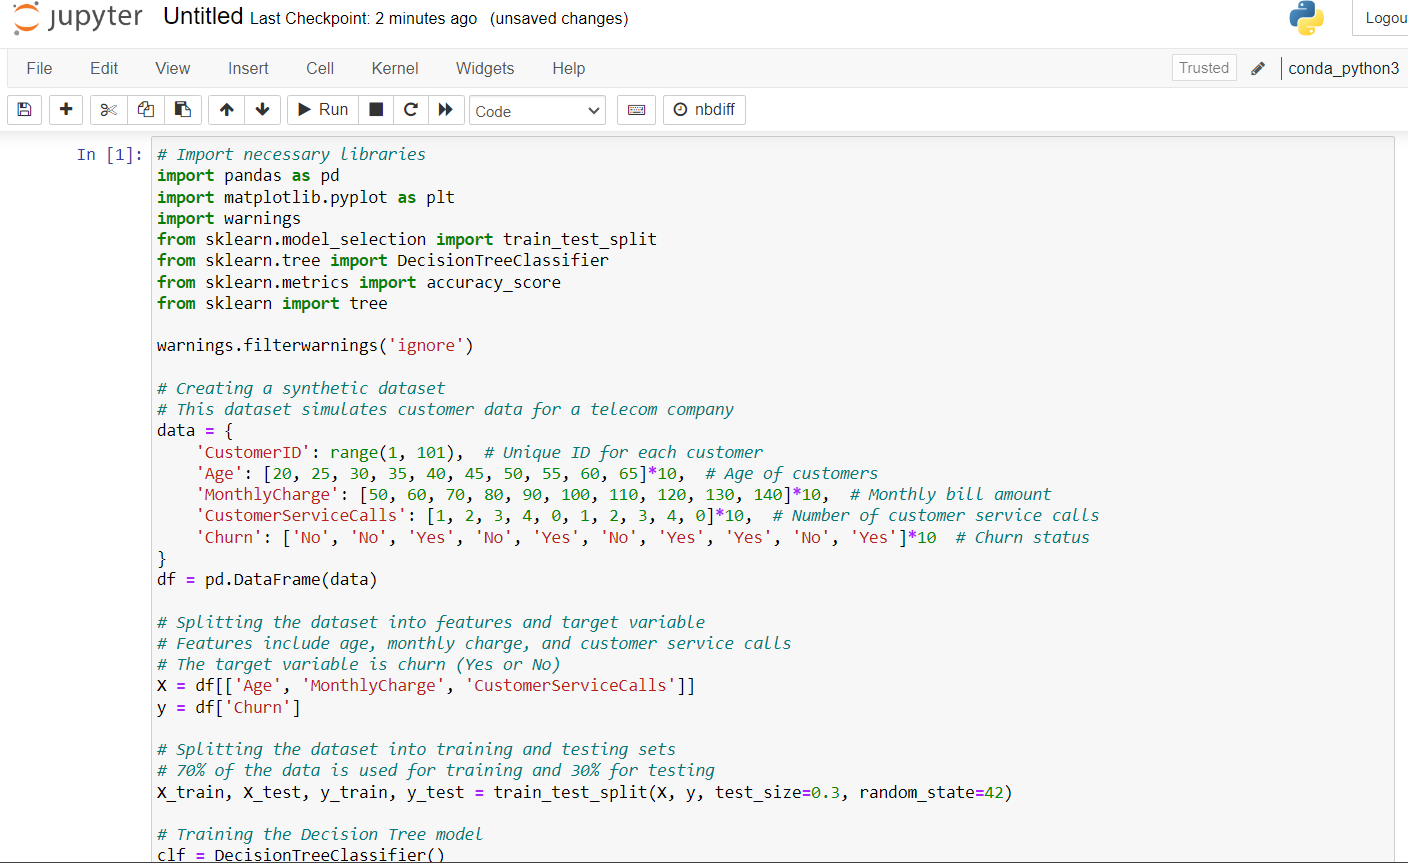 jupyter Untitled Last Checkpoint: 2 minutes ago (unsaved changes) Logou
File Edit View Insert Cell Kernel Widgets Help Trusted conda_python3
Run Code nbdiff
In [1]: # Import necessary libraries
import pandas as pd
import matplotlib.pyplot as plt
import warnings
from sklearn.model_selection import train_test_split
from sklearn.tree import DecisionTreeClassifier
from sklearn.metrics import accuracy_score
from sklearn import tree

warnings.filterwarnings('ignore')

# Creating a synthetic dataset
# This dataset simulates customer data for a telecom company
data = {
    'CustomerID': range(1, 101),  # Unique ID for each customer
    'Age': [20, 25, 30, 35, 40, 45, 50, 55, 60, 65]*10,  # Age of customers
    'MonthlyCharge': [50, 60, 70, 80, 90, 100, 110, 120, 130, 140]*10,  # Monthly bill amount
    'CustomerServiceCalls': [1, 2, 3, 4, 0, 1, 2, 3, 4, 0]*10,  # Number of customer service calls
    'Churn': ['No', 'No', 'Yes', 'No', 'Yes', 'No', 'Yes', 'Yes', 'No', 'Yes']*10  # Churn status
}
df = pd.DataFrame(data)

# Splitting the dataset into features and target variable
# Features include age, monthly charge, and customer service calls
# The target variable is churn (Yes or No)
X = df[['Age', 'MonthlyCharge', 'CustomerServiceCalls']]
y = df['Churn']

# Splitting the dataset into training and testing sets
# 70% of the data is used for training and 30% for testing
X_train, X_test, y_train, y_test = train_test_split(X, y, test_size=0.3, random_state=42)

# Training the Decision Tree model
clf = DecisionTreeClassifier()